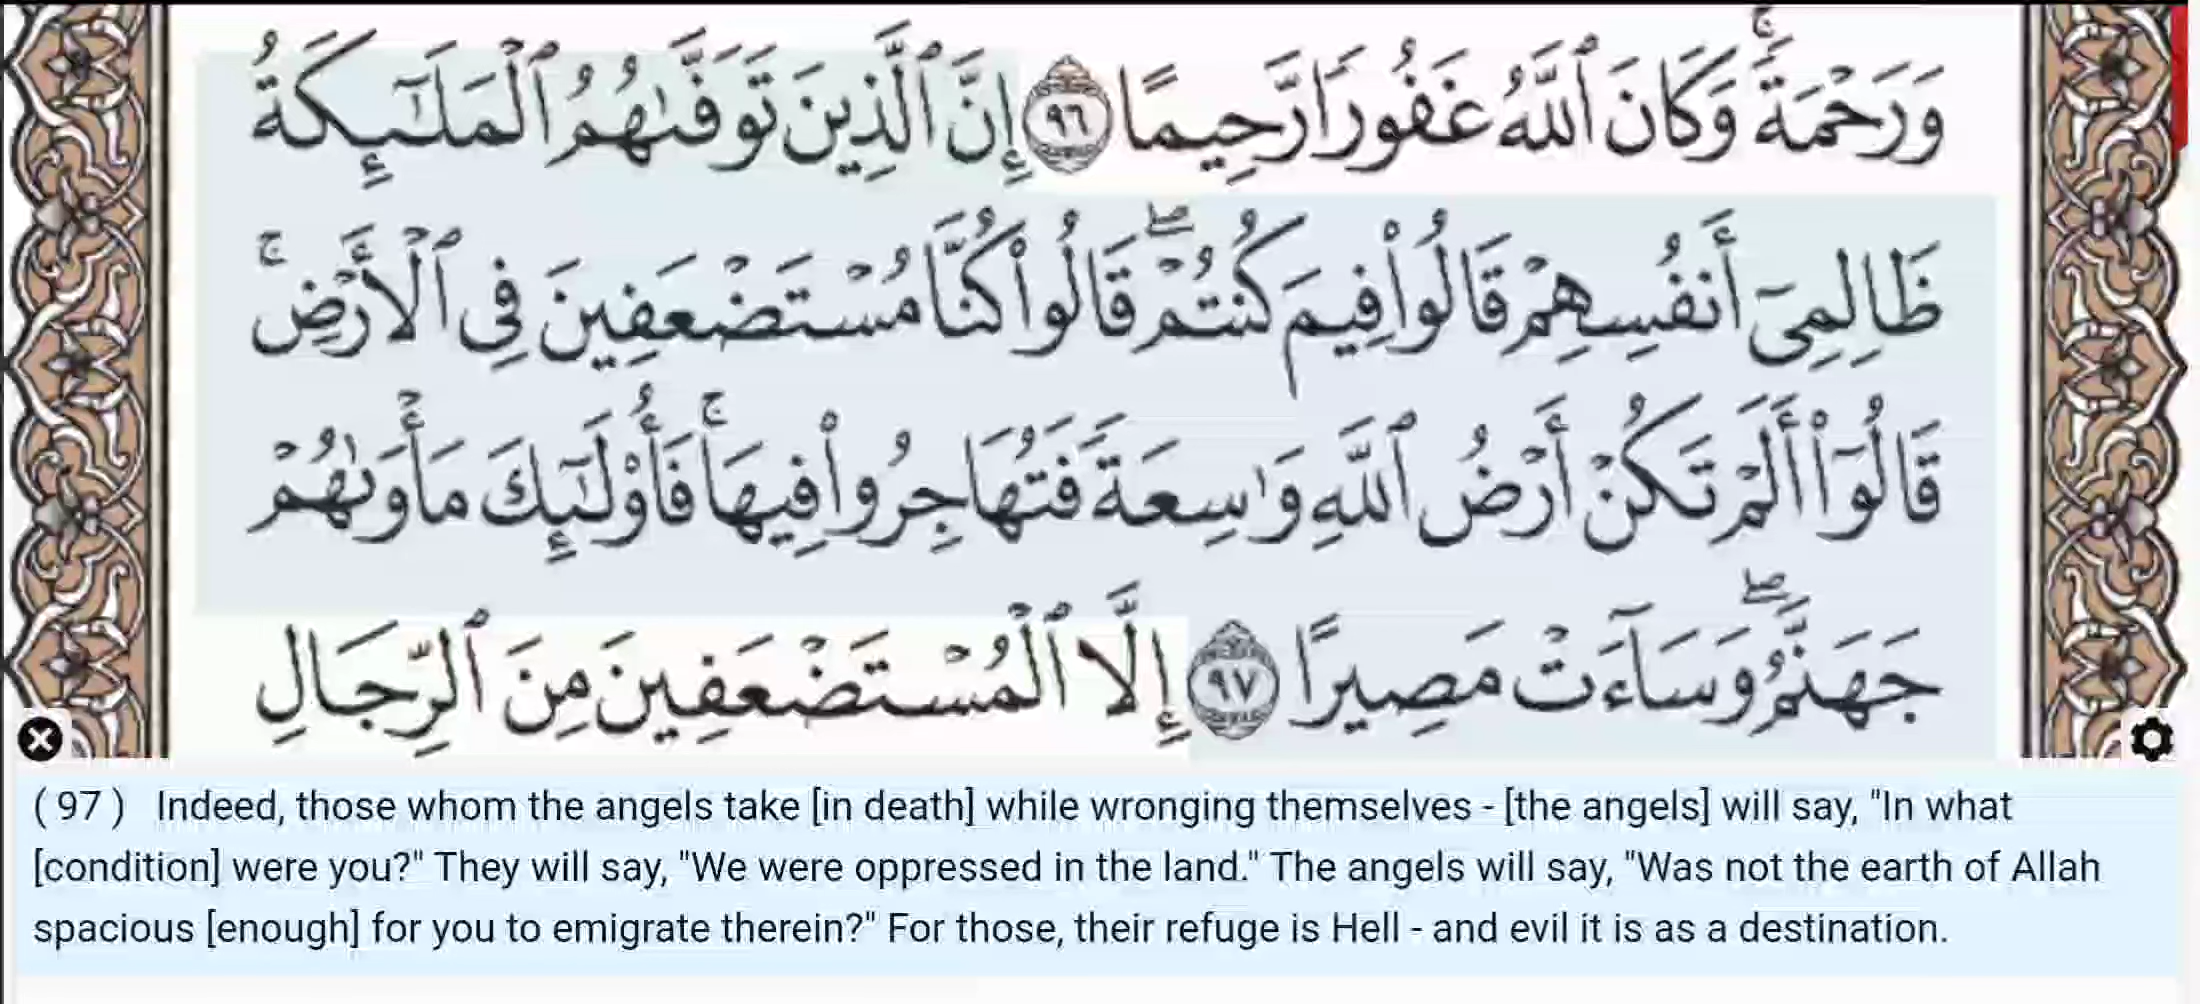 وَرَحْمَةً ۚ وَكَانَ ٱللَّهُ غَفُورًا رَّحِيمًا ٩٦ إِنَّ ٱلَّذِينَ تَوَفَّىٰهُمُ ٱلْمَلَـٰٓئِكَةُ
ظَالِمِىٓ أَنفُسِهِمْ قَالُوا۟ فِيمَ كُنتُمْ ۖ قَالُوا۟ كُنَّا مُسْتَضْعَفِينَ فِى ٱلْأَرْضِ ۚ
قَالُوٓا۟ أَلَمْ تَكُنْ أَرْضُ ٱللَّهِ وَٰسِعَةً فَتُهَاجِرُوا۟ فِيهَا ۚ فَأُو۟لَـٰٓئِكَ مَأْوَىٰهُمْ
جَهَنَّمُ ۖ وَسَآءَتْ مَصِيرًا ٩٧ إِلَّا ٱلْمُسْتَضْعَفِينَ مِنَ ٱلرِّجَالِ
( 97 ) Indeed, those whom the angels take [in death] while wronging themselves - [the angels] will say, "In what
[condition] were you?" They will say, "We were oppressed in the land." The angels will say, "Was not the earth of Allah
spacious [enough] for you to emigrate therein?" For those, their refuge is Hell - and evil it is as a destination.